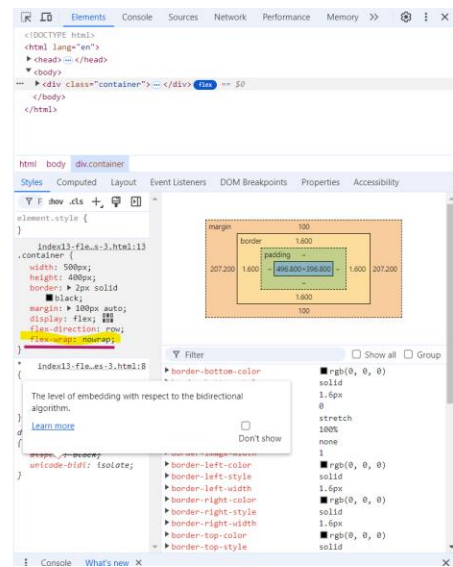 Elements Console Sources Network Performance Memory
<!DOCTYPE html>
<html lang="en">
<head> … </head>
<body>
… <div class="container"> … </div> flex == $0
</body>
</html>
html body div.container
Styles Computed Layout Event Listeners DOM Breakpoints Properties Accessibility
F :hov .cls +
element.style {
}
index13-fle…s-3.html:13
.container {
width: 500px;
height: 400px;
border: 2px solid
black;
margin: 100px auto;
display: flex;
flex-direction: row;
flex-wrap: nowrap;
}
* index13-fle…es-3.html:8
{
The level of embedding with respect to the bidirectional
algorithm.
Learn more
Don't show
}
d
{
unicode-bidi: isolate;
}
margin 100
border 1.600
padding -
207.200 1.600 - 496.800×396.800 - 1.600 207.200
-
1.600
100
Filter Show all Group
border-bottom-color rgb(0, 0, 0)
solid
1.6px
0
stretch
100%
none
border-image-width 1
border-left-color rgb(0, 0, 0)
border-left-style solid
border-left-width 1.6px
border-right-color rgb(0, 0, 0)
border-right-style solid
border-right-width 1.6px
border-top-color rgb(0, 0, 0)
border-top-style solid
Console What's new ×